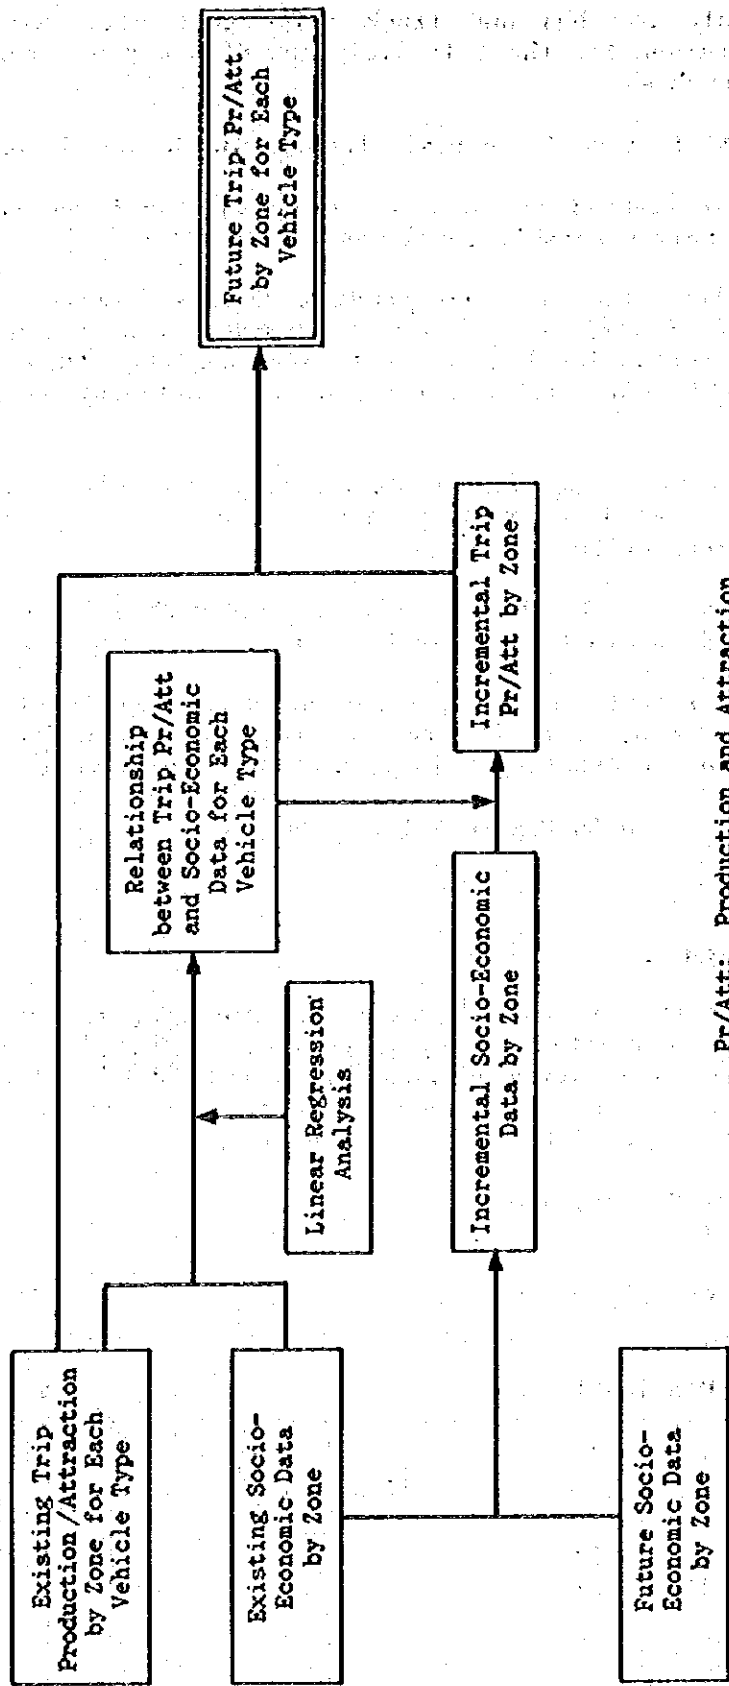 Existing Trip
Production/Attraction
by Zone for Each
Vehicle Type
Existing Socio-
Economic Data
by Zone
Future Socio-
Economic Data
by Zone
Linear Regression
Analysis
Relationship
between Trip Pr/Att
and Socio-Economic
Data for Each
Vehicle Type
Incremental Socio-Economic
Data by Zone
Incremental Trip
Pr/Att by Zone
Future Trip Pr/Att
by Zone for Each
Vehicle Type
Pr/Att: Production and Attraction